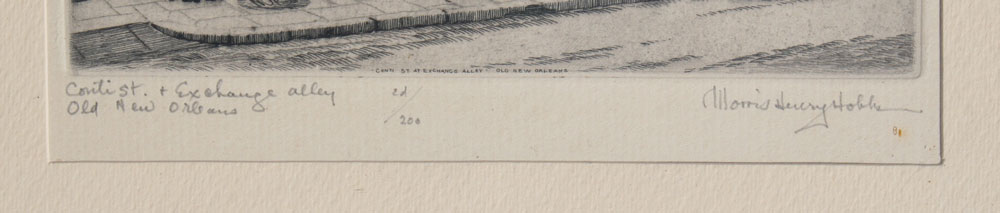 CONTI ST. AT EXCHANGE ALLEY - OLD NEW ORLEANS
Conti st. + Exchange alley
Old New Orleans
2d/200
Morris Henry Hobbs